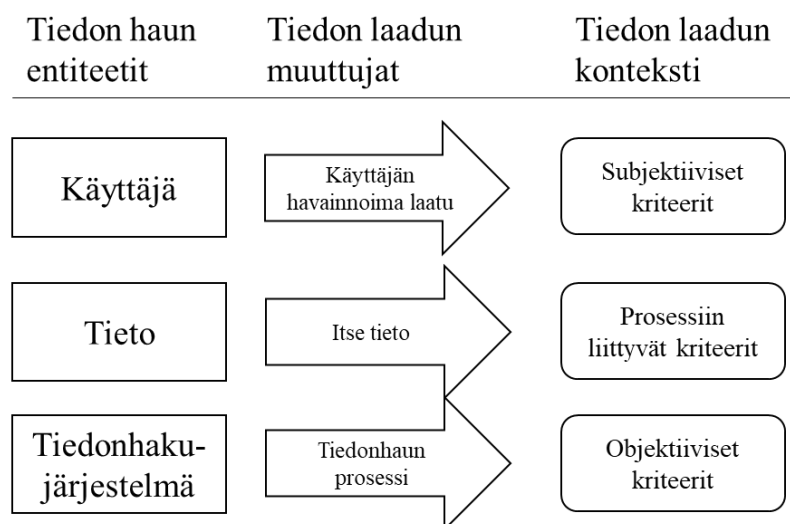 Tiedon haun
entiteetit
Tiedon laadun
muuttujat
Tiedon laadun
konteksti
Käyttäjä
Käyttäjän
havainnoima laatu
Subjektiiviset
kriteerit
Tieto
Itse tieto
Prosessiin
liittyvät kriteerit
Tiedonhaku-
järjestelmä
Tiedonhaun
prosessi
Objektiiviset
kriteerit